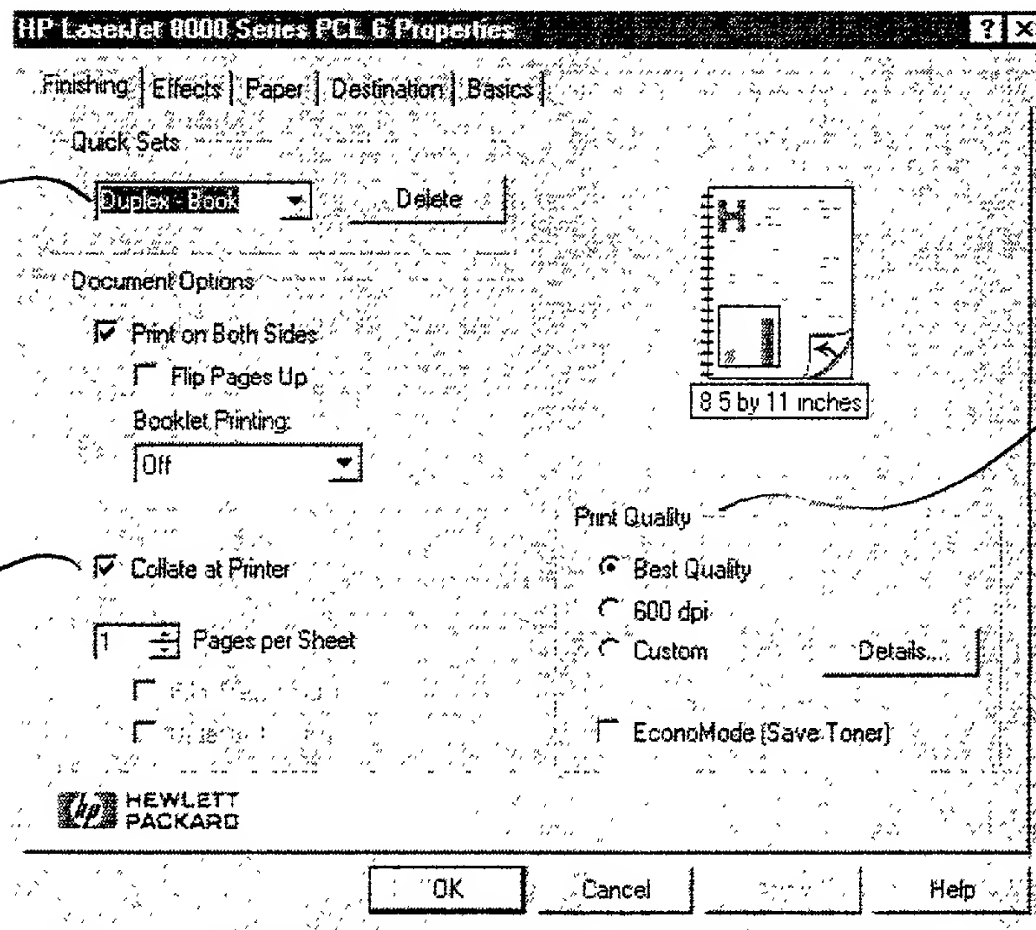 HP LaserJet 8000 Series PCL 6 Properties ? X
Finishing Effects Paper Destination Basics
Quick Sets
Duplex - Book Delete
H
Document Options
Print on Both Sides
Flip Pages Up
8.5 by 11 inches
Booklet Printing:
Off
Print Quality
Collate at Printer
Best Quality
600 dpi
1 Pages per Sheet
Custom Details...
EconoMode (Save Toner)
hp HEWLETT
PACKARD
OK Cancel Help